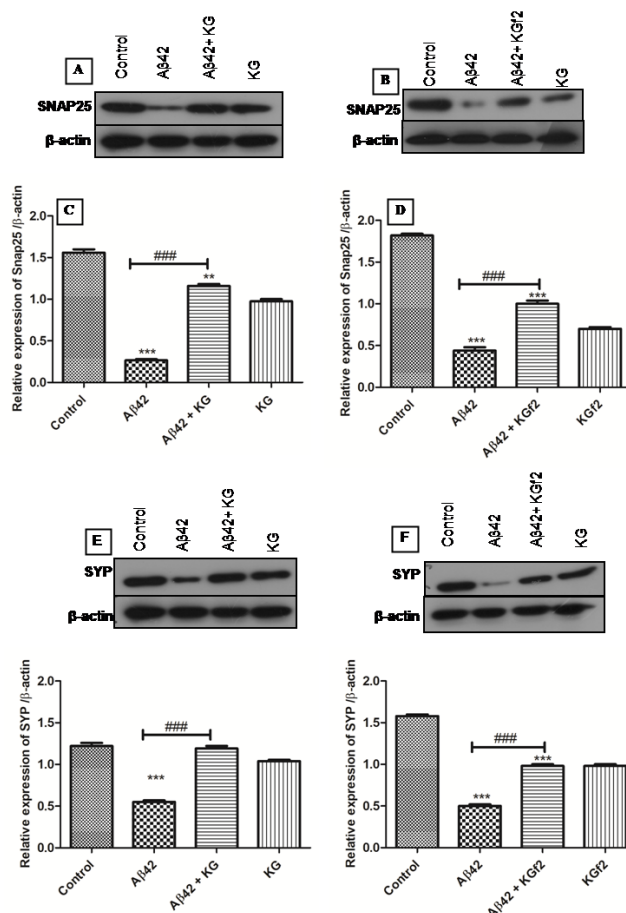 A
Control
Aβ42
Aβ42+ KG
KG
SNAP25
β-actin
B
Control
Aβ42
Aβ42+ KGf2
KG
SNAP25
β-actin
C
Relative expression of Snap25 /β-actin
2.0
1.5
1.0
0.5
0.0
###
***
**
Control
Aβ42
Aβ42 + KG
KG
D
Relative expression of Snap25 /β-actin
2.0
1.5
1.0
0.5
0.0
###
***
***
Control
Aβ42
Aβ42 + KGf2
KGf2
E
Control
Aβ42
Aβ42+ KG
KG
SYP
β-actin
F
Control
Aβ42
Aβ42+ KGf2
KG
SYP
β-actin
Relative expression of SYP /β-actin
2.0
1.5
1.0
0.5
0.0
###
***
Control
Aβ42
Aβ42 + KG
KG
Relative expression of SYP /β-actin
2.0
1.5
1.0
0.5
0.0
###
***
***
Control
Aβ42
Aβ42 + KGf2
KGf2